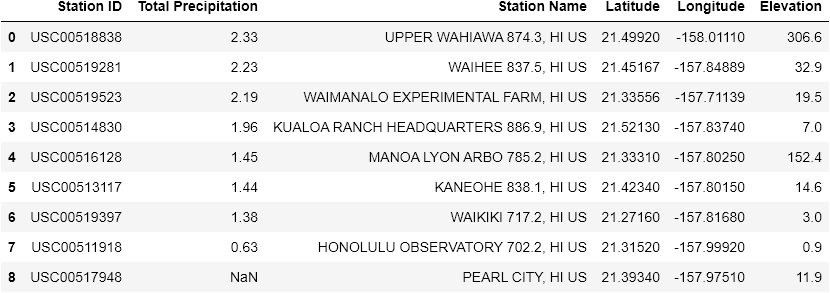 Station ID Total Precipitation Station Name Latitude Longitude Elevation
0 USC00518838 2.33 UPPER WAHIAWA 874.3, HI US 21.49920 -158.01110 306.6
1 USC00519281 2.23 WAIHEE 837.5, HI US 21.45167 -157.84889 32.9
2 USC00519523 2.19 WAIMANALO EXPERIMENTAL FARM, HI US 21.33556 -157.71139 19.5
3 USC00514830 1.96 KUALOA RANCH HEADQUARTERS 886.9, HI US 21.52130 -157.83740 7.0
4 USC00516128 1.45 MANOA LYON ARBO 785.2, HI US 21.33310 -157.80250 152.4
5 USC00513117 1.44 KANEOHE 838.1, HI US 21.42340 -157.80150 14.6
6 USC00519397 1.38 WAIKIKI 717.2, HI US 21.27160 -157.81680 3.0
7 USC00511918 0.63 HONOLULU OBSERVATORY 702.2, HI US 21.31520 -157.99920 0.9
8 USC00517948 NaN PEARL CITY, HI US 21.39340 -157.97510 11.9